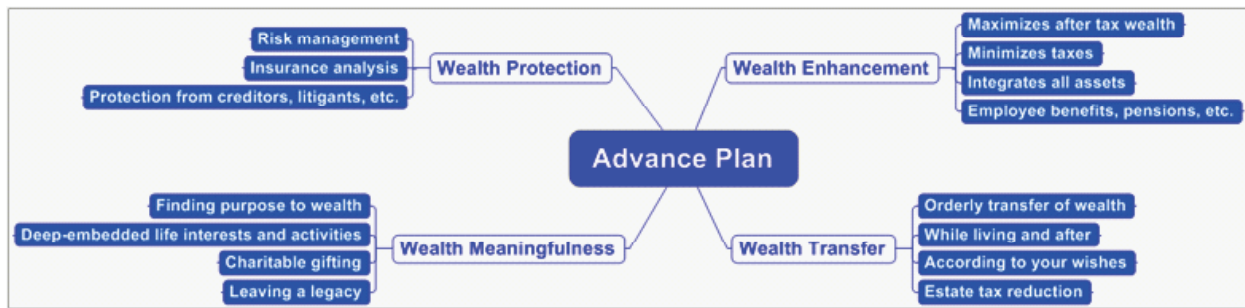 Risk management
Insurance analysis
Protection from creditors, litigants, etc.
Wealth Protection
Wealth Enhancement
Maximizes after tax wealth
Minimizes taxes
Integrates all assets
Employee benefits, pensions, etc.
Advance Plan
Finding purpose to wealth
Deep-embedded life interests and activities
Charitable gifting
Leaving a legacy
Wealth Meaningfulness
Wealth Transfer
Orderly transfer of wealth
While living and after
According to your wishes
Estate tax reduction